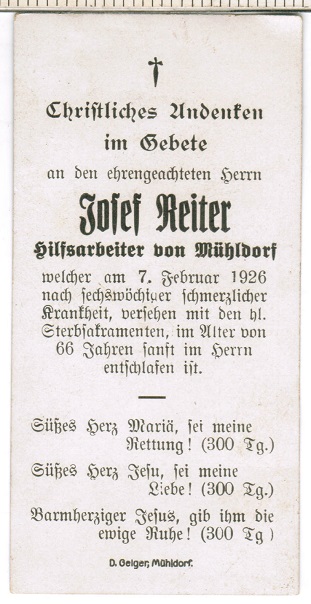 Christliches Andenken
im Gebete
an den ehrengeachteten Herrn
Josef Reiter
Hilfsarbeiter von Mühldorf
welcher am 7. Februar 1926
nach sechswöchiger schmerzlicher
Krankheit, versehen mit den hl.
Sterbsakramenten, im Alter von
66 Jahren sanft im Herrn
entschlafen ist.
Süßes Herz Mariä, sei meine
Rettung! (300 Tg.)
Süßes Herz Jesu, sei meine
Liebe! (300 Tg.)
Barmherziger Jesus, gib ihm die
ewige Ruhe! (300 Tg)
D. Geiger, Mühldorf.